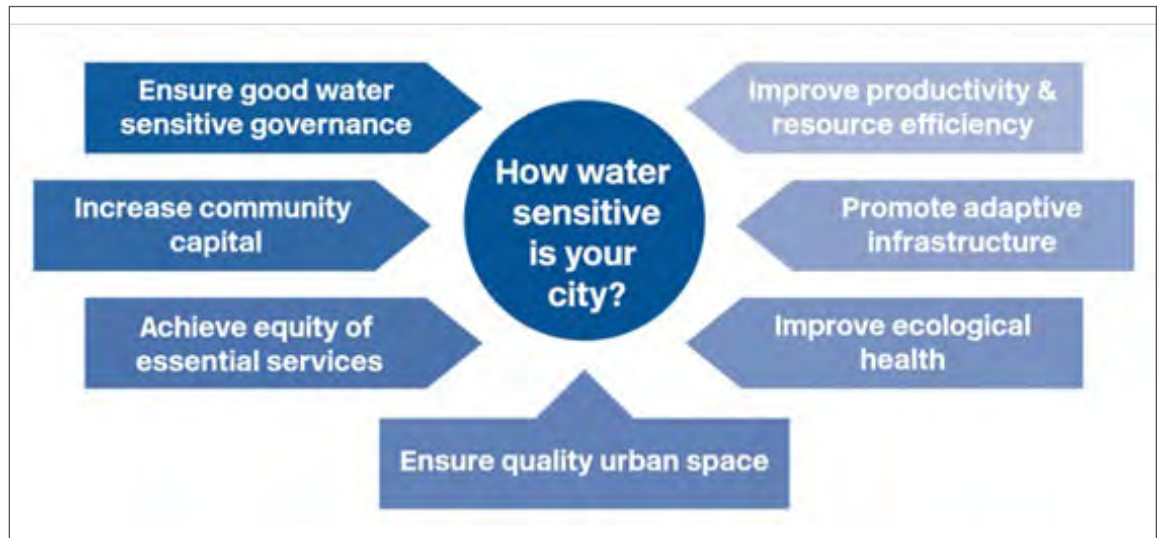 Ensure good water
sensitive governance
Increase community
capital
Achieve equity of
essential services
How water
sensitive
is your
city?
Improve productivity &
resource efficiency
Promote adaptive
infrastructure
Improve ecological
health
Ensure quality urban space